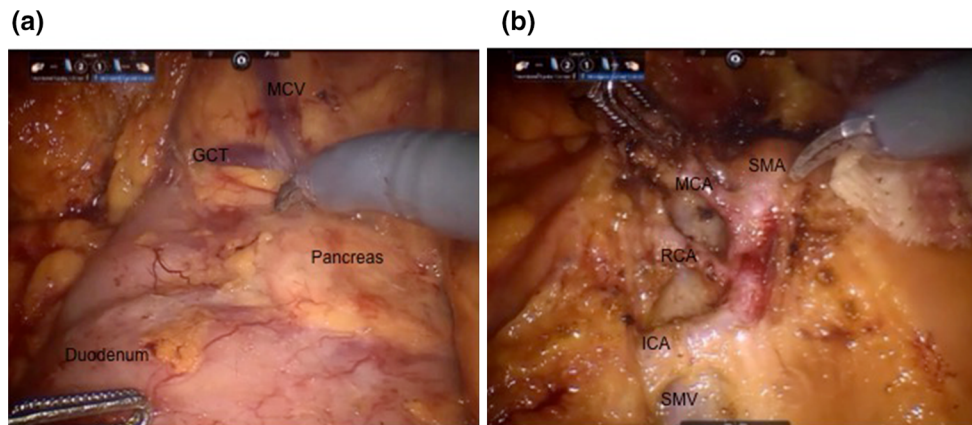 (a)
(b)
MCV
GCT
Pancreas
Duodenum
SMA
MCA
RCA
ICA
SMV